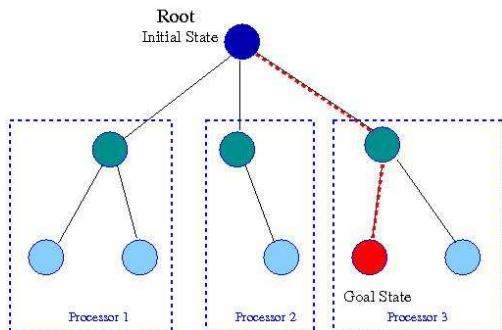 Root
Initial State
Goal State
Processor 1
Processor 2
Processor 3